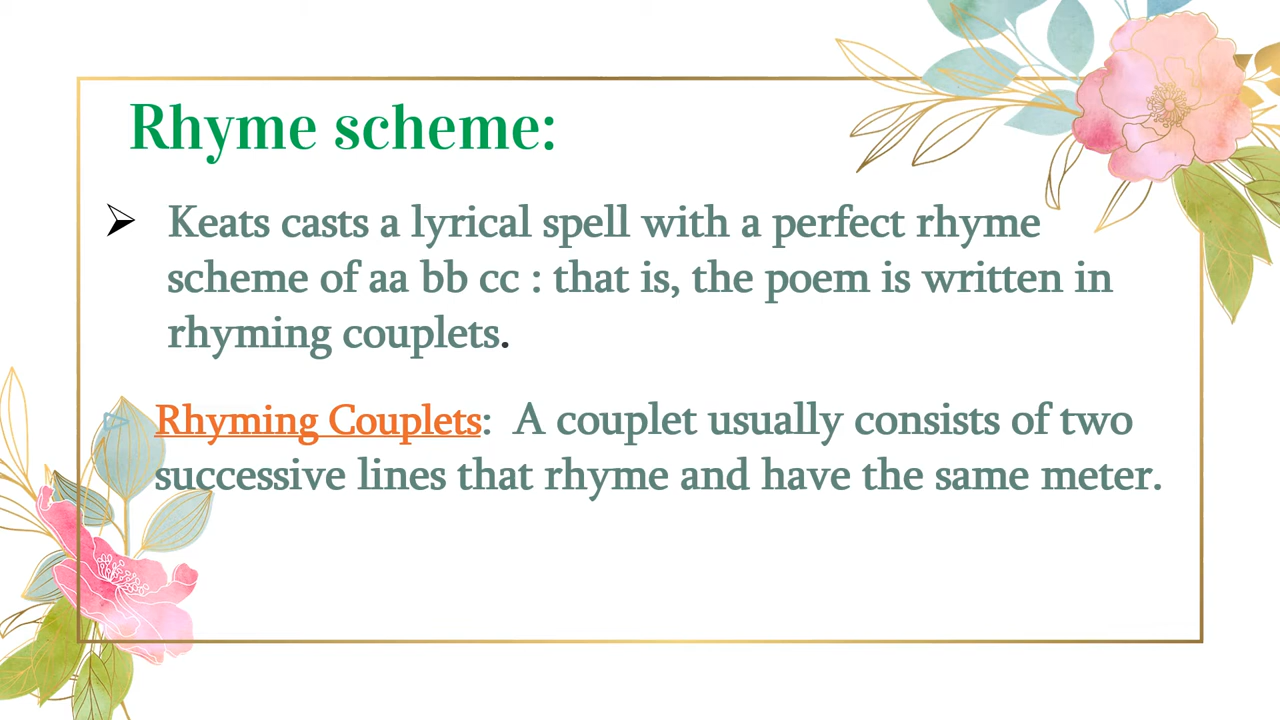 Rhyme scheme:
Keats casts a lyrical spell with a perfect rhyme
scheme of aa bb cc : that is, the poem is written in
rhyming couplets.
Rhyming Couplets: A couplet usually consists of two
successive lines that rhyme and have the same meter.